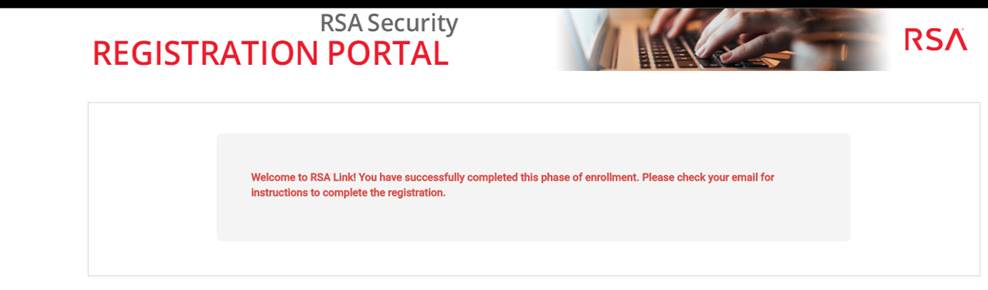 RSA Security
REGISTRATION PORTAL
RSA
Welcome to RSA Link! You have successfully completed this phase of enrollment. Please check your email for
instructions to complete the registration.